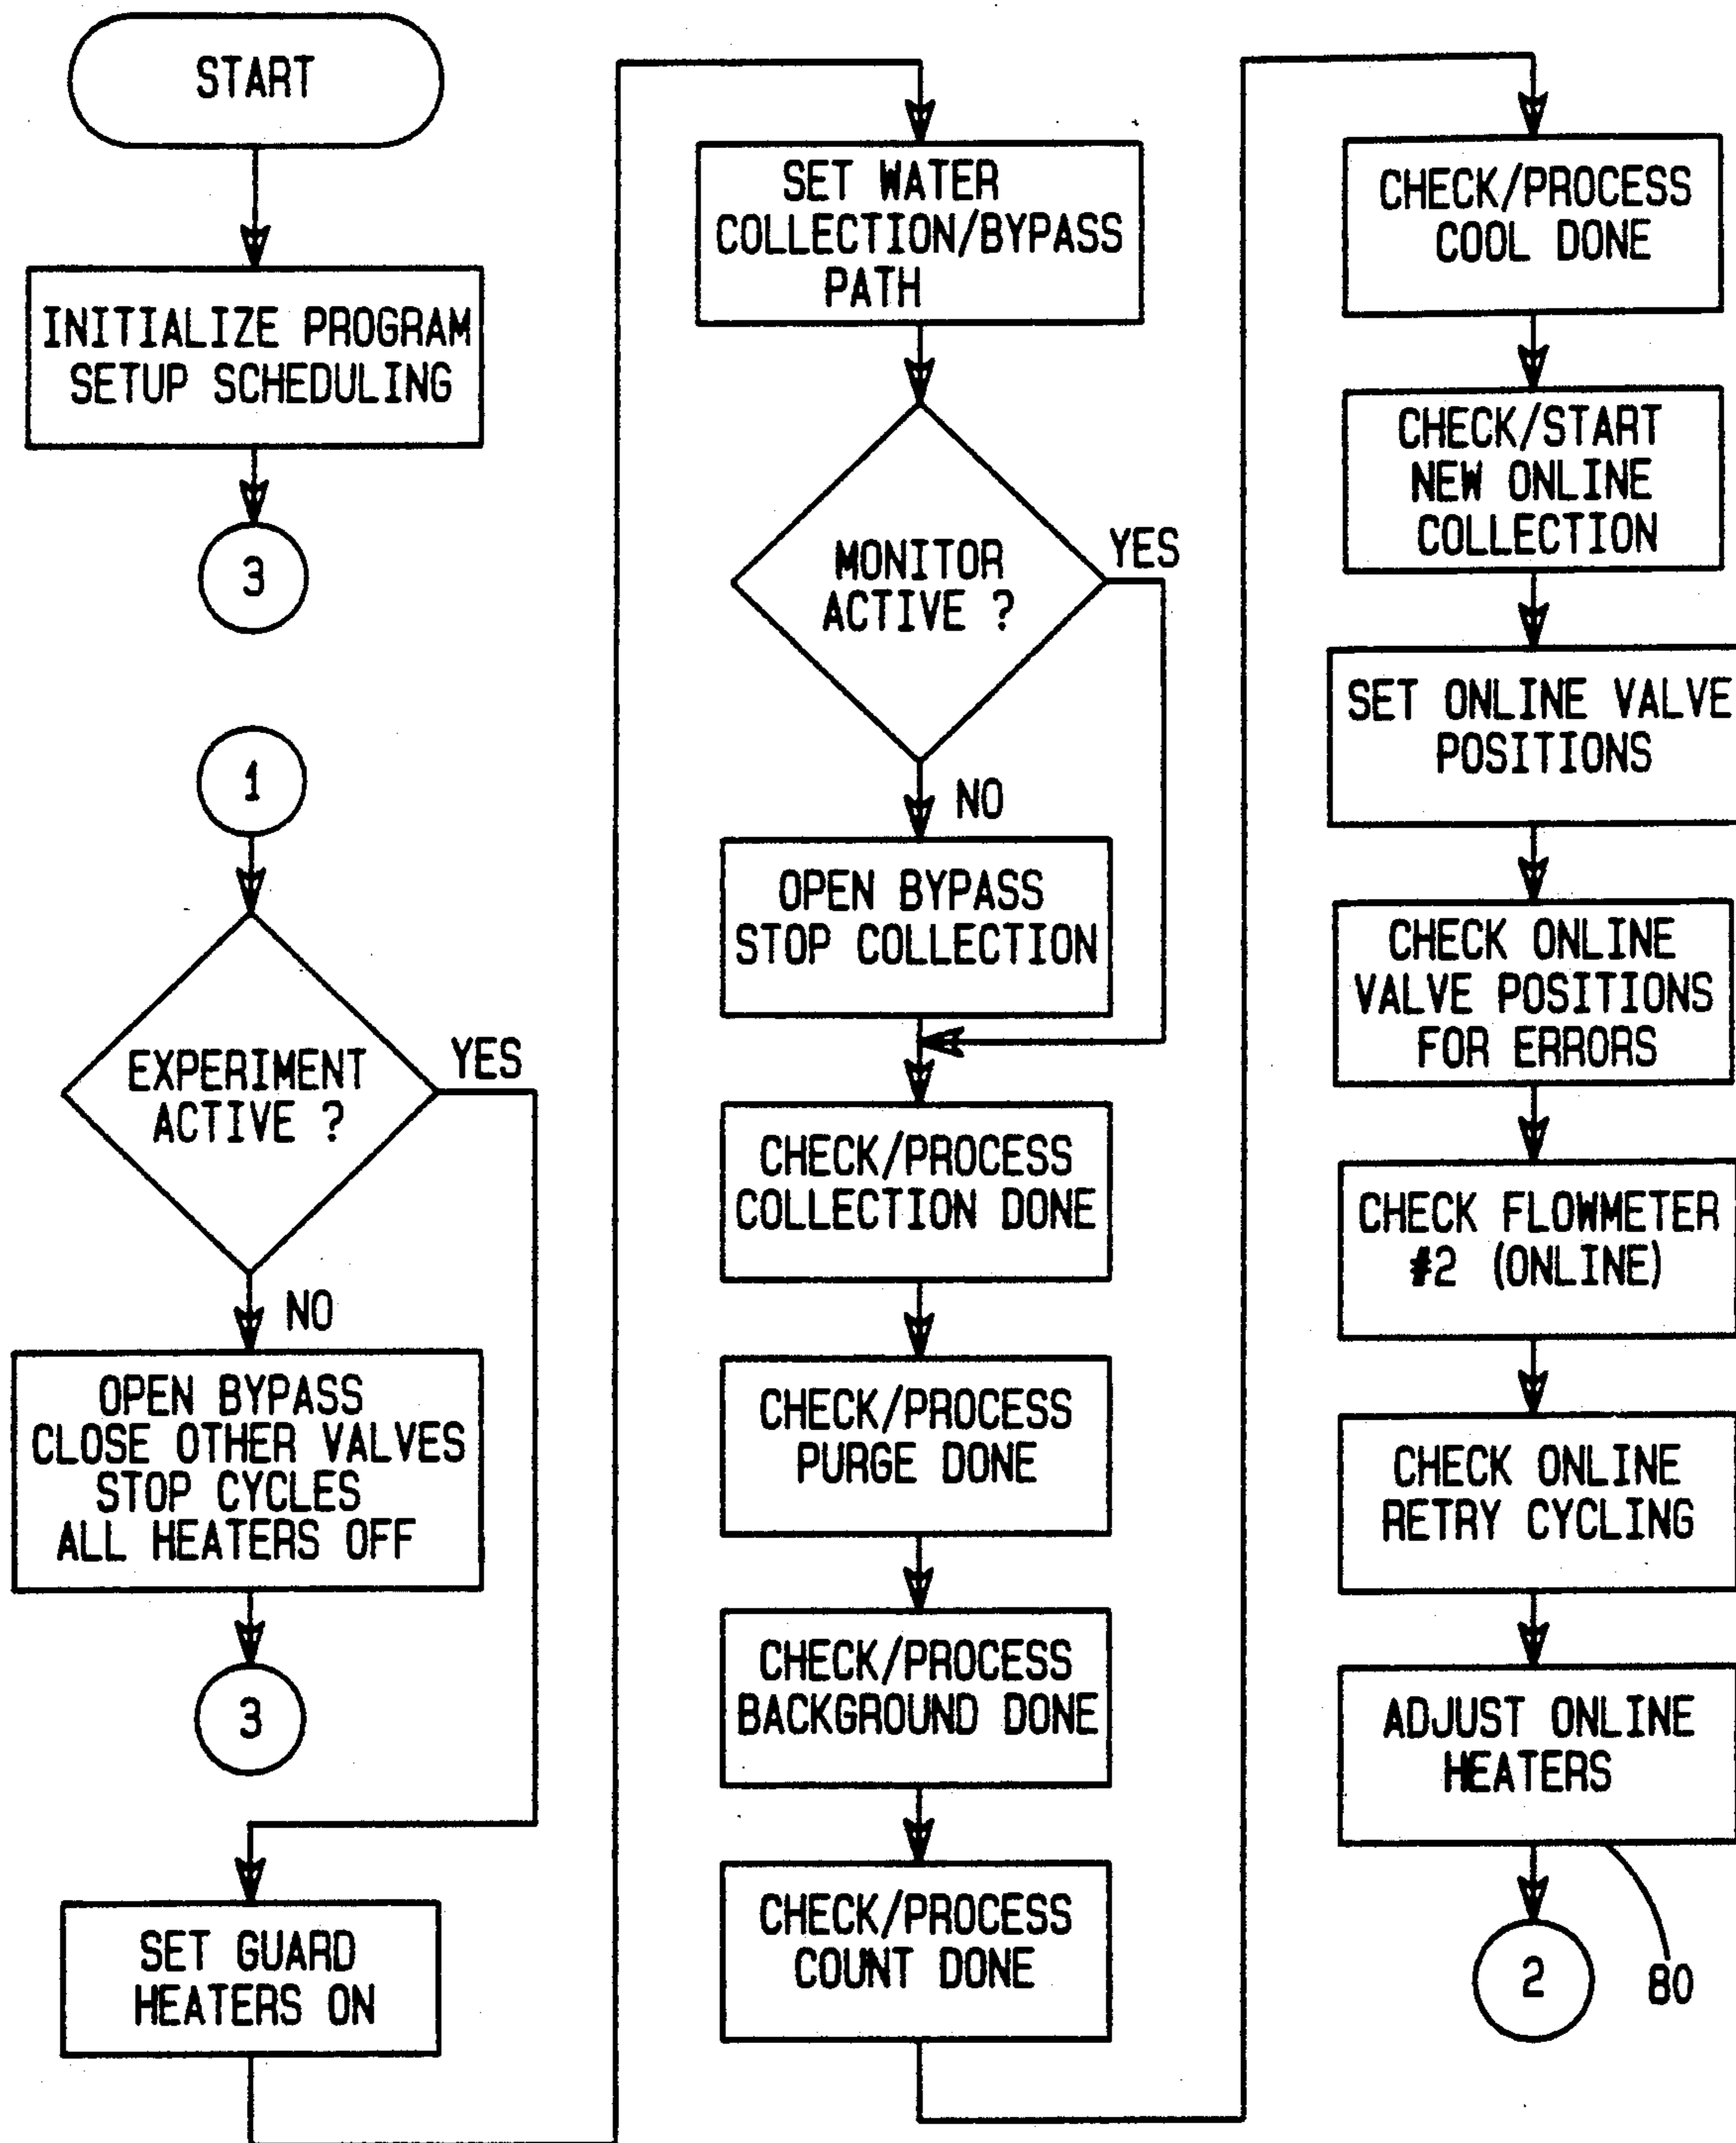 START
INITIALIZE PROGRAM
SETUP SCHEDULING
3
1
EXPERIMENT
ACTIVE ?
YES
NO
OPEN BYPASS
CLOSE OTHER VALVES
STOP CYCLES
ALL HEATERS OFF
3
SET GUARD
HEATERS ON
SET WATER
COLLECTION/BYPASS
PATH
MONITOR
ACTIVE ?
YES
NO
OPEN BYPASS
STOP COLLECTION
CHECK/PROCESS
COLLECTION DONE
CHECK/PROCESS
PURGE DONE
CHECK/PROCESS
BACKGROUND DONE
CHECK/PROCESS
COUNT DONE
CHECK/PROCESS
COOL DONE
CHECK/START
NEW ONLINE
COLLECTION
SET ONLINE VALVE
POSITIONS
CHECK ONLINE
VALVE POSITIONS
FOR ERRORS
CHECK FLOWMETER
#2 (ONLINE)
CHECK ONLINE
RETRY CYCLING
ADJUST ONLINE
HEATERS
2
80